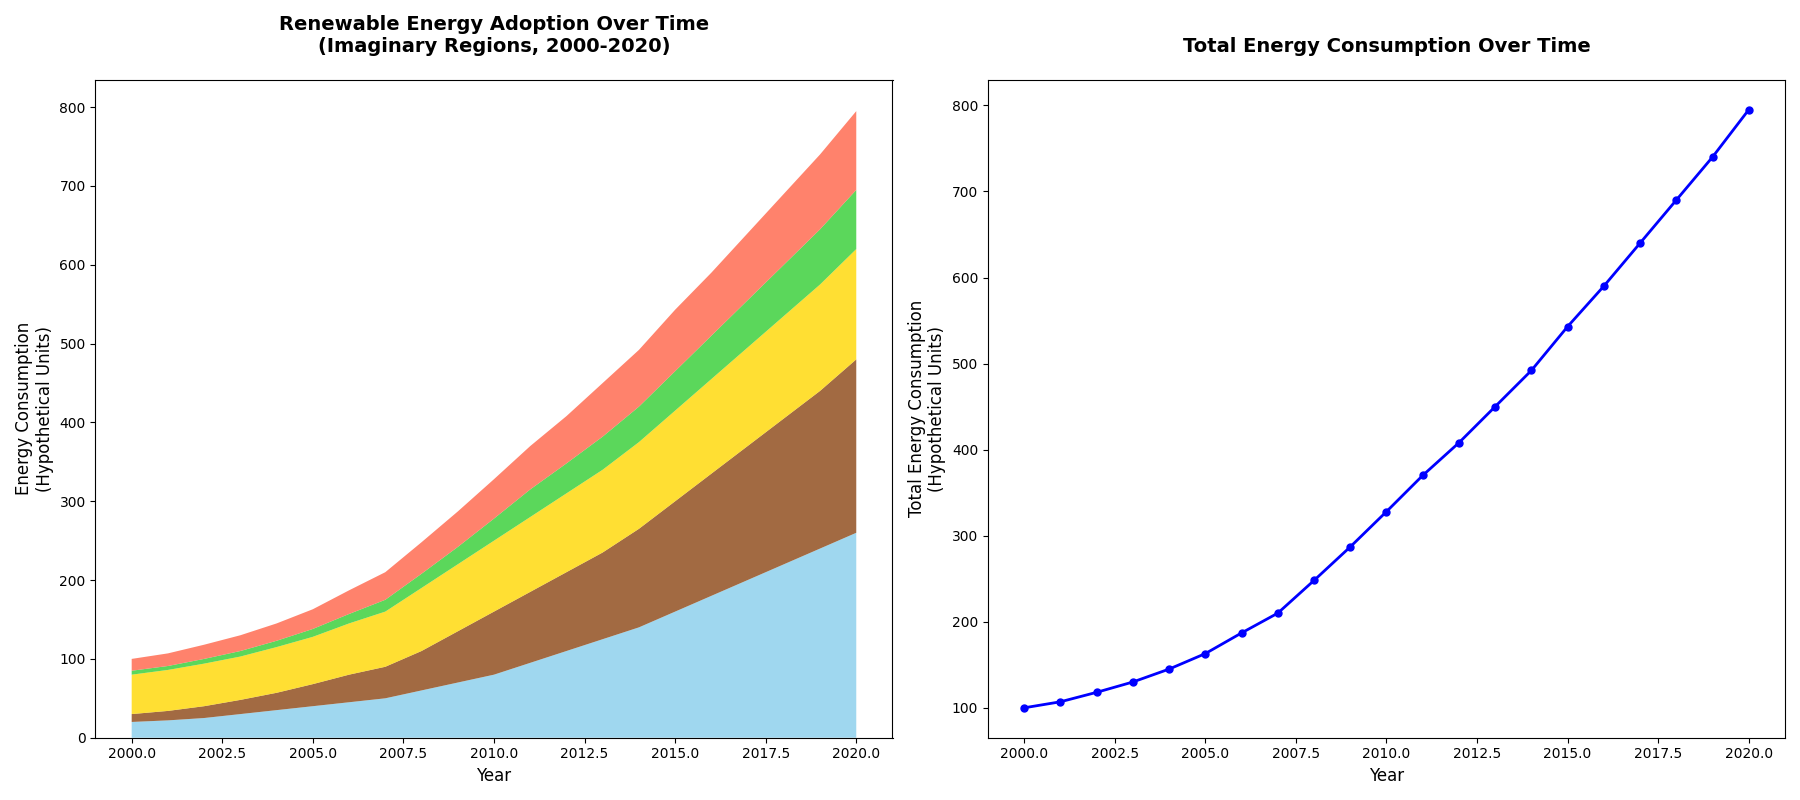 Renewable Energy Adoption Over Time
(Imaginary Regions, 2000-2020)
Energy Consumption
(Hypothetical Units)
800
700
600
500
400
300
200
100
0
2000.0 2002.5 2005.0 2007.5 2010.0 2012.5 2015.0 2017.5 2020.0
Year
Total Energy Consumption Over Time
Total Energy Consumption
(Hypothetical Units)
800
700
600
500
400
300
200
100
2000.0 2002.5 2005.0 2007.5 2010.0 2012.5 2015.0 2017.5 2020.0
Year